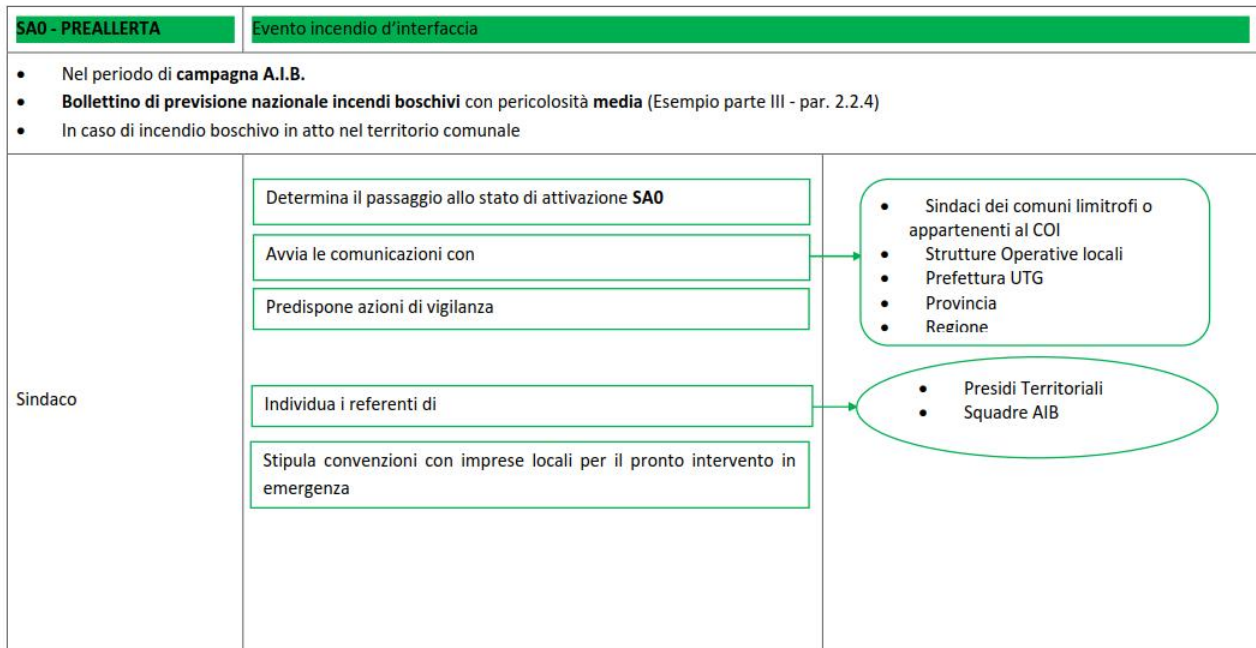 SA0 - PREALLERTA
Evento incendio d'interfaccia
• Nel periodo di campagna A.I.B.
• Bollettino di previsione nazionale incendi boschivi con pericolosità media (Esempio parte III - par. 2.2.4)
• In caso di incendio boschivo in atto nel territorio comunale
Sindaco
Determina il passaggio allo stato di attivazione SA0
Avvia le comunicazioni con
• Sindaci dei comuni limitrofi o
appartenenti al COI
• Strutture Operative locali
• Prefettura UTG
• Provincia
• Regione
Predispone azioni di vigilanza
Individua i referenti di
• Presidi Territoriali
• Squadre AIB
Stipula convenzioni con imprese locali per il pronto intervento in
emergenza